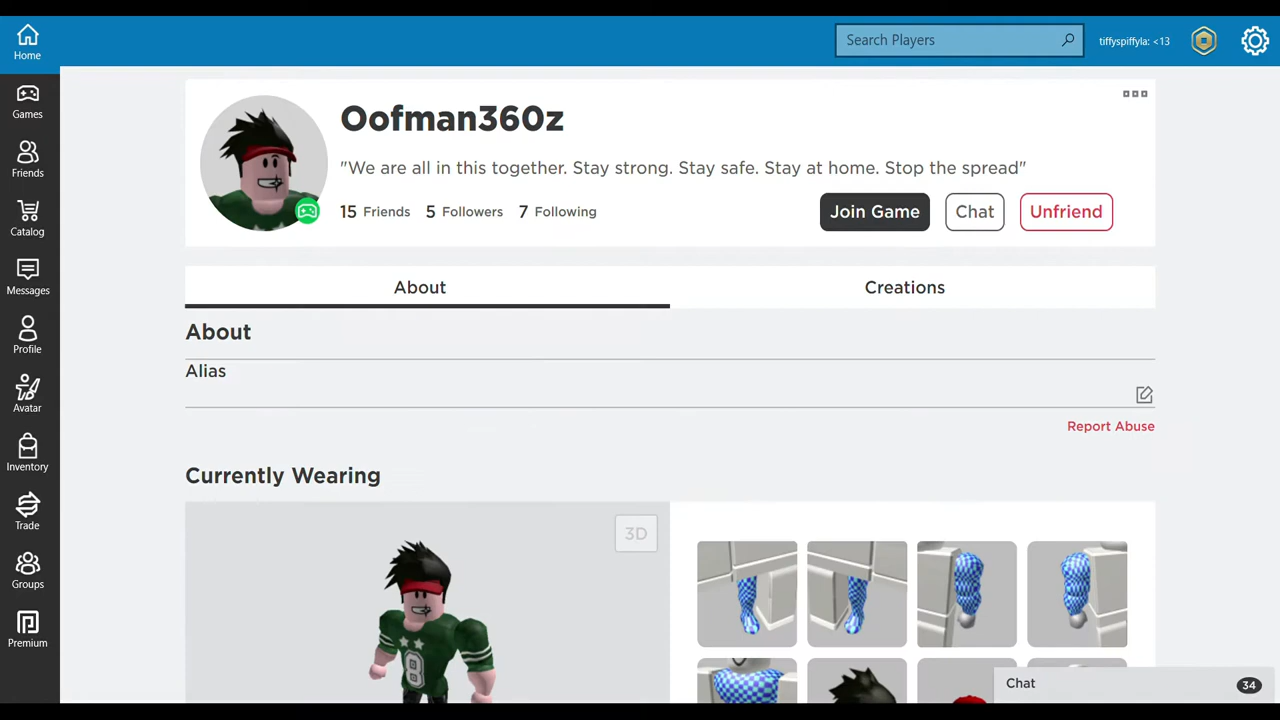 Home
Search Players
tiffyspiffyla: <13
Games
Friends
Catalog
Messages
Profile
Avatar
Inventory
Trade
Groups
Premium
Oofman360z
"We are all in this together. Stay strong. Stay safe. Stay at home. Stop the spread"
15 Friends 5 Followers 7 Following
Join Game
Chat
Unfriend
About
Creations
About
Alias
Report Abuse
Currently Wearing
3D
8
Chat
34